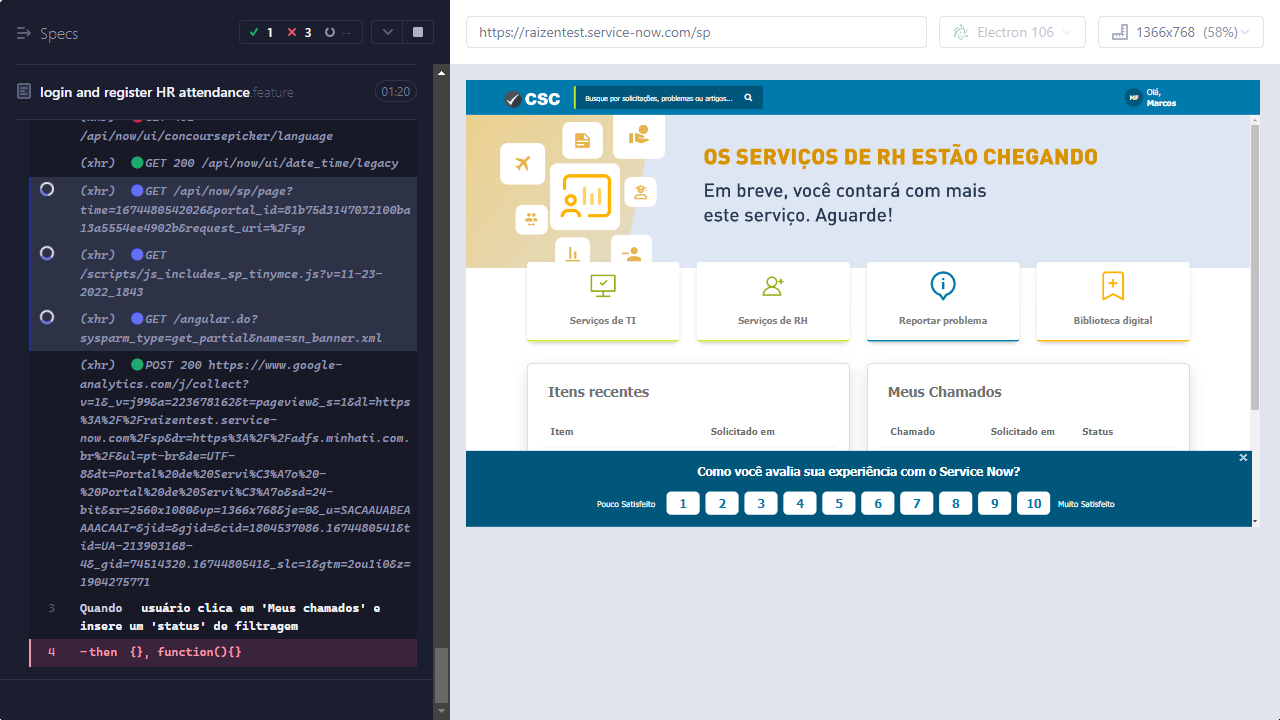 Specs
1
3
--
https://raizentest.service-now.com/sp
Electron 106
1366x768 (58%)
login and register HR attendance feature
01:20
/api/now/ui/concoursepicker/language
(xhr) GET 200 /api/now/ui/date_time/legacy
(xhr) GET /api/now/sp/page?
time=1674480542026&portal_id=81b75d3147032100ba
13a5554ee4902b&request_uri=%2Fsp
(xhr) GET
/scripts/js_includes_sp_tinymce.js?v=11-23-
2022_1843
(xhr) GET /angular.do?
sysparm_type=get_partial&name=sn_banner.xml
(xhr) POST 200 https://www.google-
analytics.com/j/collect?
v=1&_v=j99&a=223678162&t=pageview&_s=1&dl=https
%3A%2F%2Fraizentest.service-
now.com%2Fsp&dr=https%3A%2F%2Fadfs.minhati.com.
br%2F&ul=pt-br&de=UTF-
8&dt=Portal%20de%20Servi%C3%A7o%20-
%20Portal%20de%20Servi%C3%A7o&sd=24-
bit&sr=2560x1080&vp=1366x768&je=0&_u=SACAAUABEA
AAACAAI~&jid=&gjid=&cid=1804537086.1674480541&t
id=UA-213903168-
4&_gid=74514320.1674480541&_slc=1&gtm=2ou1i0&z=
1904275771
3 Quando usuário clica em 'Meus chamados' e
insere um 'status' de filtragem
4 -then {}, function(){}
CSC
Busque por solicitações, problemas ou artigos...
MF
Olá,
Marcos
OS SERVIÇOS DE RH ESTÃO CHEGANDO
Em breve, você contará com mais
este serviço. Aguarde!
Serviços de TI
Serviços de RH
Reportar problema
Biblioteca digital
Itens recentes
Item Solicitado em
Meus Chamados
Chamado Solicitado em Status
Como você avalia sua experiência com o Service Now?
Pouco Satisfeito 1 2 3 4 5 6 7 8 9 10 Muito Satisfeito